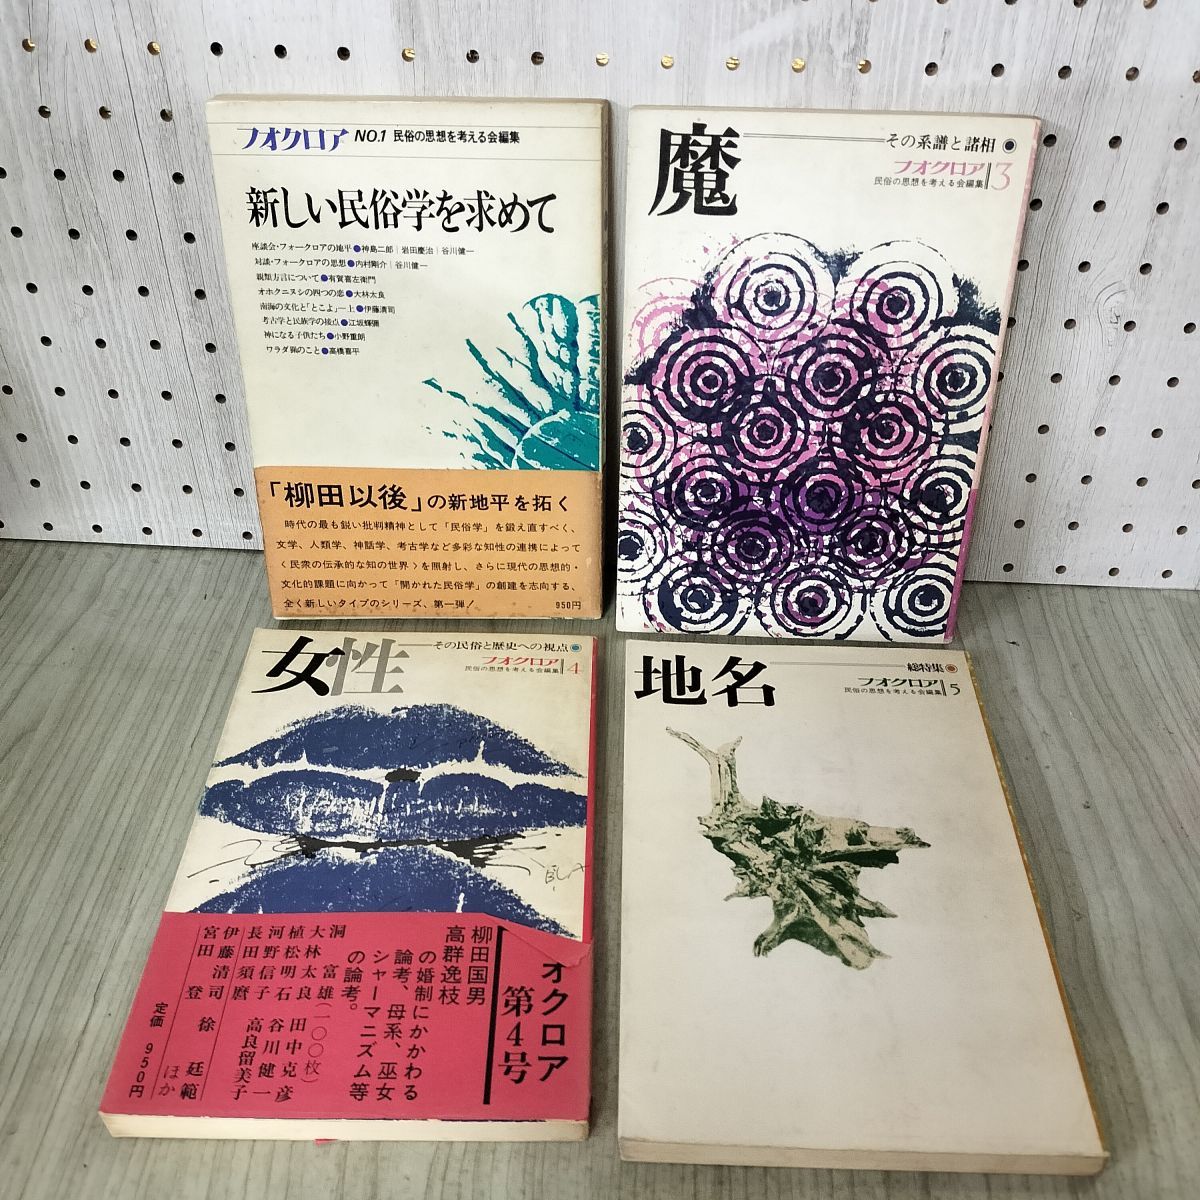 フオクロア NO.1 民俗の思想を考える会編集
新しい民俗学を求めて
座談会・フォークロアの地平●神島二郎｜岩田慶治｜谷川健一
対談・フォークロアの思想●内村剛介｜谷川健一
親類方言について●有賀喜左衛門
オホクニヌシの四つの恋●大林太良
南海の文化と「とこよ」―上●伊藤清司
考古学と民族学の接点●江坂輝彌
神になる子供たち●小野重朗
ワラダ猟のこと●高橋喜平
「柳田以後」の新地平を拓く
時代の最も鋭い批判精神として「民俗学」を鍛え直すべく、
文学、人類学、神話学、考古学など多彩な知性の連携によって
〈民衆の伝承的な知の世界〉を照射し、さらに現代の思想的・
文化的課題に向かって「開かれた民俗学」の創建を志向する、
全く新しいタイプのシリーズ、第一弾！
950円
魔
その系譜と諸相●
フオクロア 3
民俗の思想を考える会編集
女性
その民俗と歴史への視点
フオクロア 4
民俗の思想を考える会編集
オクロア
第4号
柳田国男
高群逸枝
の婚制にかかわる
論考、母系、巫女
シャーマニズム等
の論考。
洞富雄(一〇〇枚)
大林太良
植松明石
河野信子
長田須麿
伊藤清司
宮田登
田中克彦
谷川健一
高良留美子
徐廷範
ほか
定価 950円
地名
総特集
フオクロア 5
民俗の思想を考える会編集